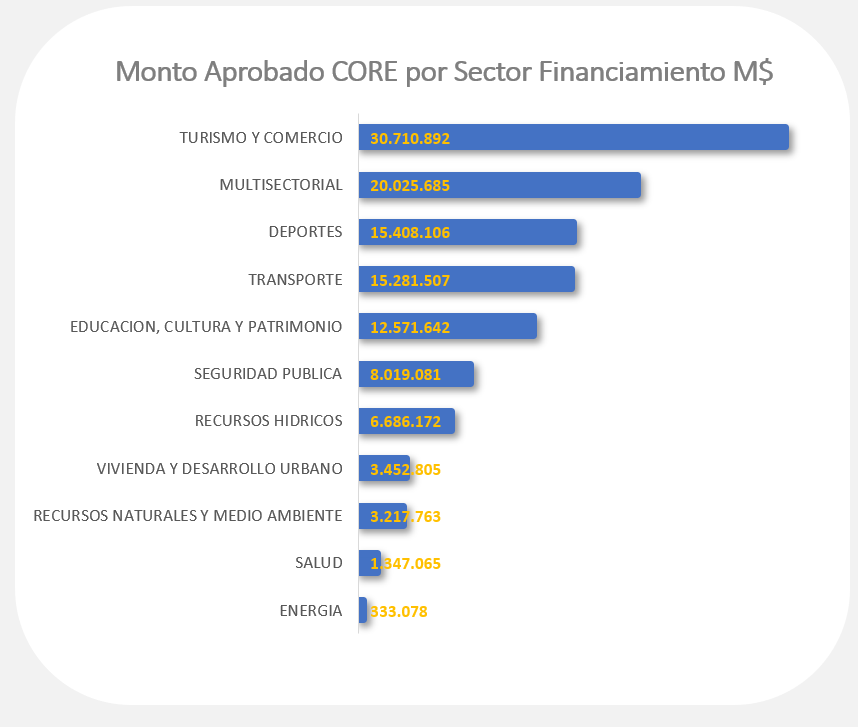 Monto Aprobado CORE por Sector Financiamiento M$
TURISMO Y COMERCIO 30.710.892
MULTISECTORIAL 20.025.685
DEPORTES 15.408.106
TRANSPORTE 15.281.507
EDUCACION, CULTURA Y PATRIMONIO 12.571.642
SEGURIDAD PUBLICA 8.019.081
RECURSOS HIDRICOS 6.686.172
VIVIENDA Y DESARROLLO URBANO 3.452.805
RECURSOS NATURALES Y MEDIO AMBIENTE 3.217.763
SALUD 1.347.065
ENERGIA 333.078